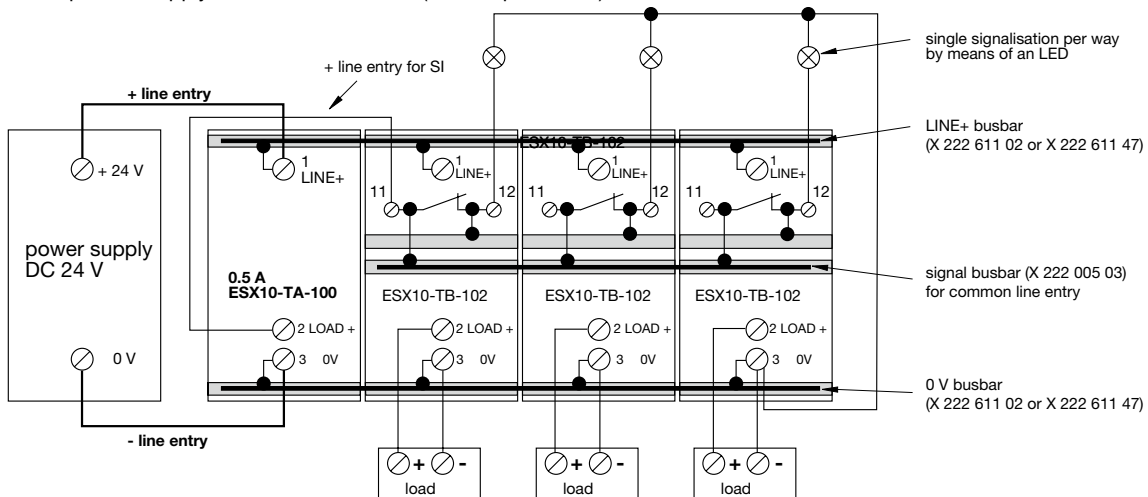 single signalisation per way
by means of an LED
+ line entry for SI
+ line entry
LINE+ busbar
(X 222 611 02 or X 222 611 47)
ESX10-TB-102
+ 24 V
1
LINE+
1
LINE+
1
LINE+
1
LINE+
11
12
11
12
11
12
power supply
DC 24 V
0.5 A
ESX10-TA-100
signal busbar (X 222 005 03)
for common line entry
ESX10-TB-102
ESX10-TB-102
ESX10-TB-102
2 LOAD +
2 LOAD +
2 LOAD +
2 LOAD +
0 V
3 0V
3 0V
3 0V
3 0V
0 V busbar
(X 222 611 02 or X 222 611 47)
- line entry
+ -
load
+ -
load
+ -
load